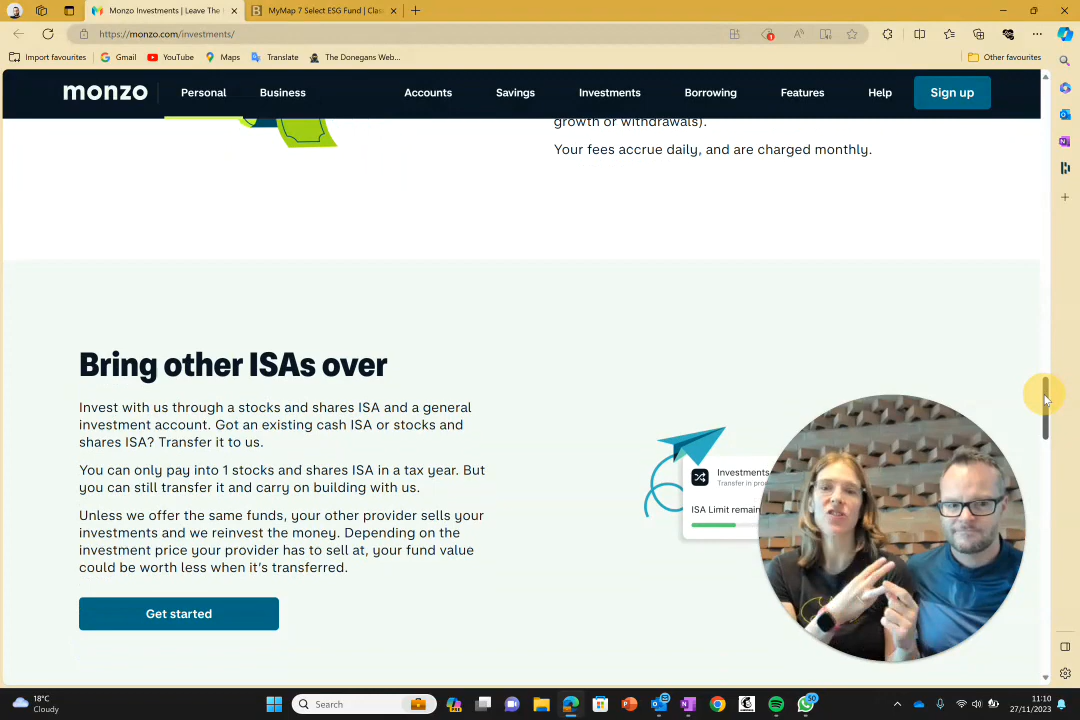 Monzo Investments | Leave The
MyMap 7 Select ESG Fund | Clas
https://monzo.com/investments/
Import favourites
Gmail
YouTube
Maps
Translate
The Donegans Web...
Other favourites
monzo
Personal
Business
Accounts
Savings
Investments
Borrowing
Features
Help
Sign up
growth or withdrawals).
Your fees accrue daily, and are charged monthly.
Bring other ISAs over
Invest with us through a stocks and shares ISA and a general
investment account. Got an existing cash ISA or stocks and
shares ISA? Transfer it to us.
You can only pay into 1 stocks and shares ISA in a tax year. But
you can still transfer it and carry on building with us.
Unless we offer the same funds, your other provider sells your
investments and we reinvest the money. Depending on the
investment price your provider has to sell at, your fund value
could be worth less when it's transferred.
Get started
Investments
Transfer in
ISA Limit
18°C
Cloudy
Search
50
11:10
27/11/2023